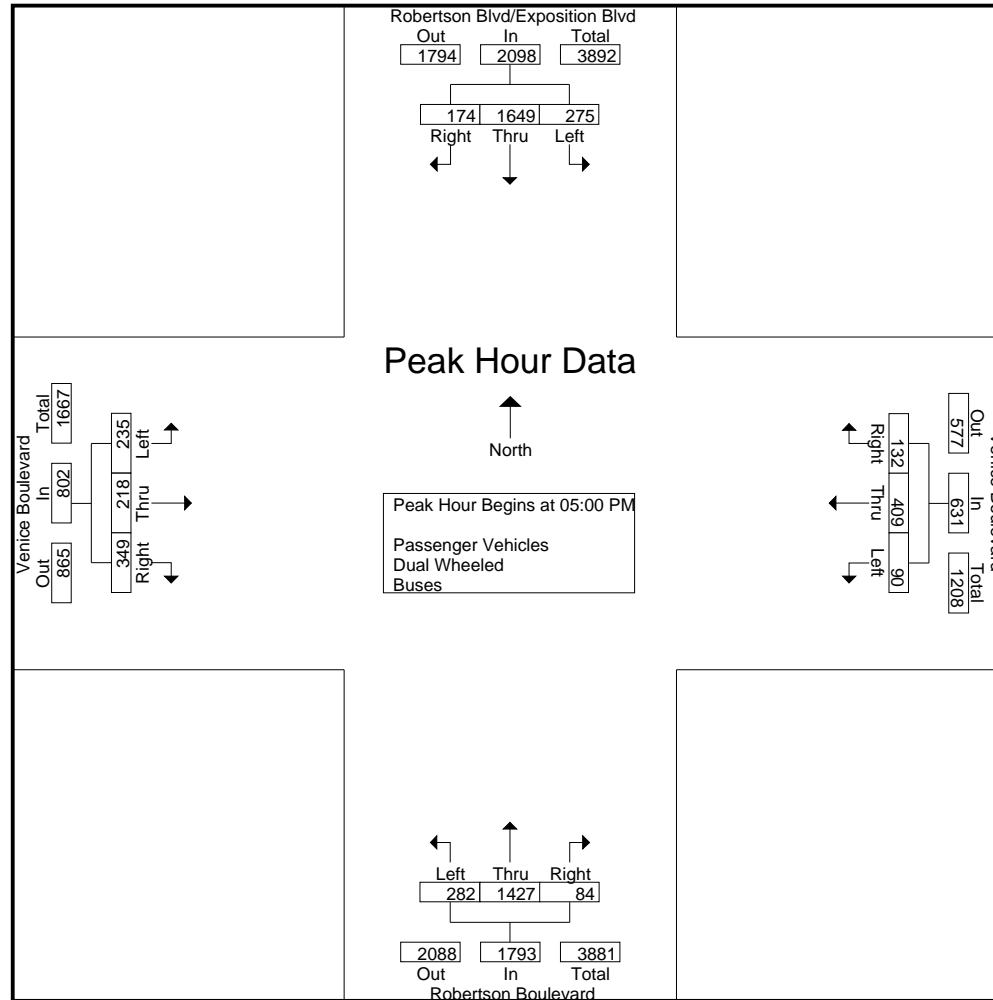 Robertson Blvd/Exposition Blvd
Out In Total
1794 2098 3892
174 1649 275
Right Thru Left
Peak Hour Data
North
Peak Hour Begins at 05:00 PM
Passenger Vehicles
Dual Wheeled
Buses
Venice Boulevard
Out In Total
865 802 1667
Right Thru Left
349 218 235
Out In Total
577 631 1208
132 409 90
Right Thru Left
Left Thru Right
282 1427 84
2088 1793 3881
Out In Total
Robertson Boulevard